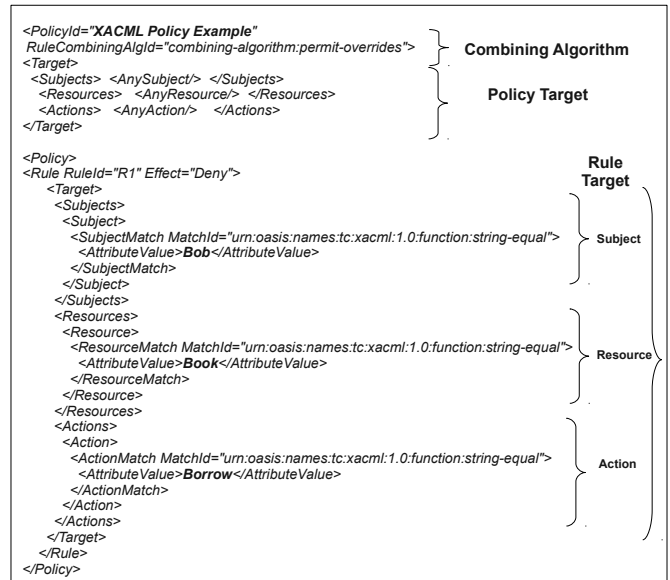 <PolicyId="XACML Policy Example"
RuleCombiningAlgId="combining-algorithm:permit-overrides">
Combining Algorithm
<Target>
<Subjects> <AnySubject/> </Subjects>
<Resources> <AnyResource/> </Resources>
<Actions> <AnyAction/> </Actions>
</Target>
Policy Target
<Policy>
<Rule RuleId="R1" Effect="Deny">
Rule
Target
<Target>
<Subjects>
<Subject>
<SubjectMatch MatchId="urn:oasis:names:tc:xacml:1.0:function:string-equal">
<AttributeValue>Bob</AttributeValue>
</SubjectMatch>
</Subject>
</Subjects>
Subject
<Resources>
<Resource>
<ResourceMatch MatchId="urn:oasis:names:tc:xacml:1.0:function:string-equal">
<AttributeValue>Book</AttributeValue>
</ResourceMatch>
</Resource>
</Resources>
Resource
<Actions>
<Action>
<ActionMatch MatchId="urn:oasis:names:tc:xacml:1.0:function:string-equal">
<AttributeValue>Borrow</AttributeValue>
</ActionMatch>
</Action>
</Actions>
Action
</Target>
</Rule>
</Policy>